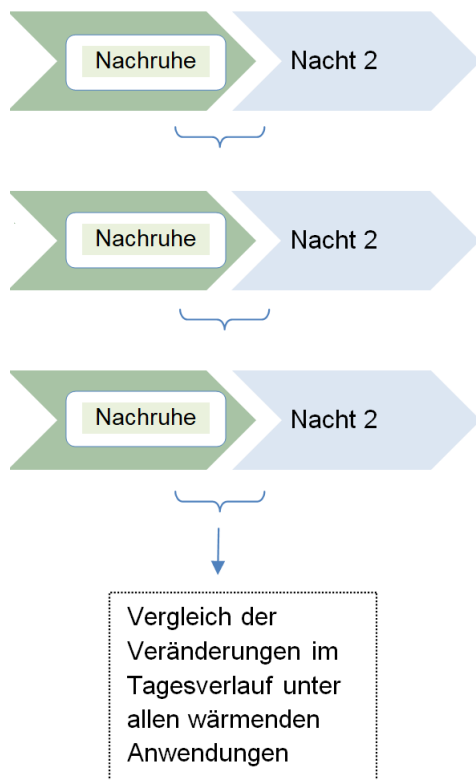 Nachruhe Nacht 2
Nachruhe Nacht 2
Nachruhe Nacht 2
Vergleich der
Veränderungen im
Tagesverlauf unter
allen wärmenden
Anwendungen